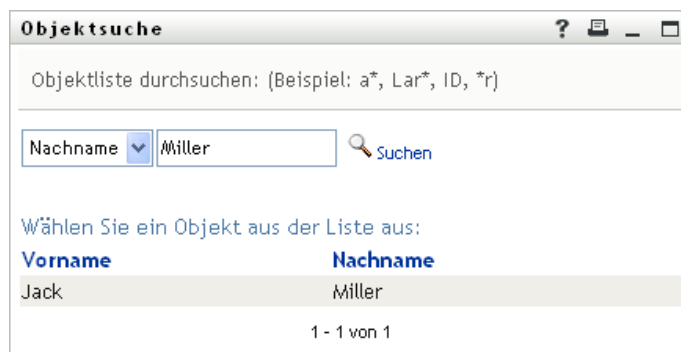 Objektsuche ?
Objektliste durchsuchen: (Beispiel: a*, Lar*, ID, *r)
Nachname Miller Suchen
Wählen Sie ein Objekt aus der Liste aus:
Vorname Nachname
Jack Miller
1 - 1 von 1